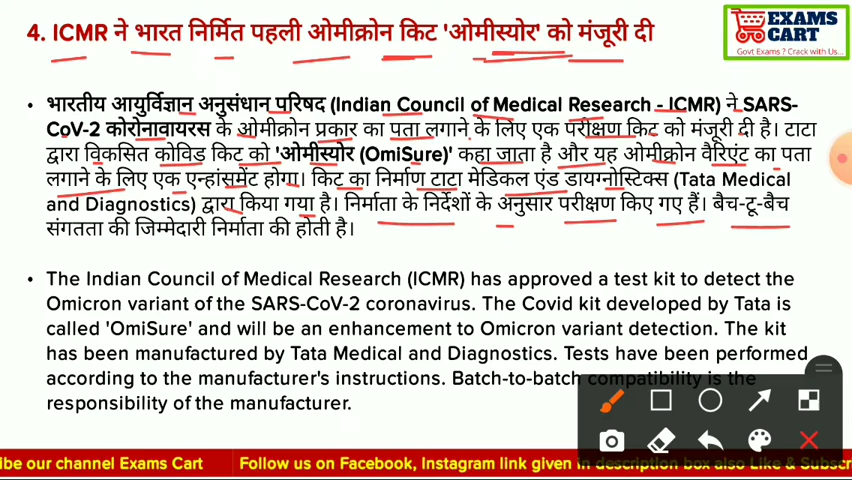 4. ICMR ने भारत निर्मित पहली ओमीक्रोन किट 'ओमीस्योर' को मंजूरी दी
EXAMS
CART
Govt Exams ? Crack with Us...
• भारतीय आयुर्विज्ञान अनुसंधान परिषद (Indian Council of Medical Research - ICMR) ने SARS-
CoV-2 कोरोनावायरस के ओमीक्रोन प्रकार का पता लगाने के लिए एक परीक्षण किट को मंजूरी दी है। टाटा
द्वारा विकसित कोविड किट को 'ओमीस्योर (OmiSure)' कहा जाता है और यह ओमीक्रोन वैरिएंट का पता
लगाने के लिए एक एन्हांसमेंट होगा। किट का निर्माण टाटा मेडिकल एंड डायग्नोस्टिक्स (Tata Medical
and Diagnostics) द्वारा किया गया है। निर्माता के निर्देशों के अनुसार परीक्षण किए गए हैं। बैच-टू-बैच
संगतता की जिम्मेदारी निर्माता की होती है।
• The Indian Council of Medical Research (ICMR) has approved a test kit to detect the
Omicron variant of the SARS-CoV-2 coronavirus. The Covid kit developed by Tata is
called 'OmiSure' and will be an enhancement to Omicron variant detection. The kit
has been manufactured by Tata Medical and Diagnostics. Tests have been performed
according to the manufacturer's instructions. Batch-to-batch compatibility is the
responsibility of the manufacturer.
ibe our channel Exams Cart Follow us on Facebook, Instagram link given in description box also Like & Subscr